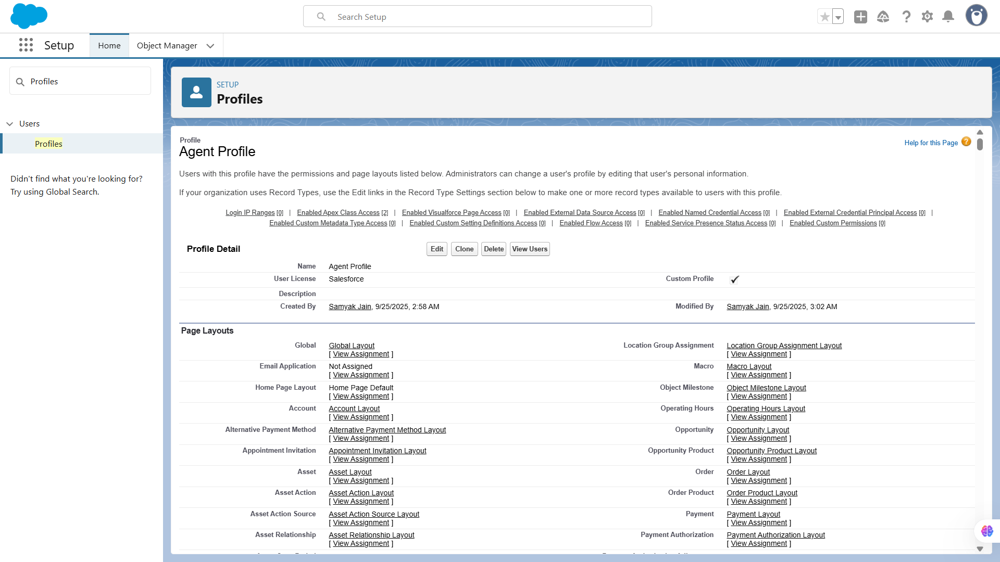 Search Setup
Setup
Home
Object Manager
Profiles
Users
Profiles
Didn't find what you're looking for?
Try using Global Search.
SETUP
Profiles
Profile
Agent Profile
Help for this Page
Users with this profile have the permissions and page layouts listed below. Administrators can change a user's profile by editing that user's personal information.
If your organization uses Record Types, use the Edit links in the Record Type Settings section below to make one or more record types available to users with this profile.
Login IP Ranges [0] | Enabled Apex Class Access [2] | Enabled Visualforce Page Access [0] | Enabled External Data Source Access [0] | Enabled Named Credential Access [0] | Enabled External Credential Principal Access [0] |
Enabled Custom Metadata Type Access [0] | Enabled Custom Setting Definitions Access [0] | Enabled Flow Access [0] | Enabled Service Presence Status Access [0] | Enabled Custom Permissions [0]
Profile Detail Edit Clone Delete View Users
Name Agent Profile
User License Salesforce Custom Profile
Description
Created By Samyak Jain, 9/25/2025, 2:58 AM Modified By Samyak Jain, 9/25/2025, 3:02 AM
Page Layouts
Global Global Layout Location Group Assignment Location Group Assignment Layout
[ View Assignment ] [ View Assignment ]
Email Application Not Assigned Macro Macro Layout
[ View Assignment ] [ View Assignment ]
Home Page Layout Home Page Default Object Milestone Object Milestone Layout
[ View Assignment ] [ View Assignment ]
Account Account Layout Operating Hours Operating Hours Layout
[ View Assignment ] [ View Assignment ]
Alternative Payment Method Alternative Payment Method Layout Opportunity Opportunity Layout
[ View Assignment ] [ View Assignment ]
Appointment Invitation Appointment Invitation Layout Opportunity Product Opportunity Product Layout
[ View Assignment ] [ View Assignment ]
Asset Asset Layout Order Order Layout
[ View Assignment ] [ View Assignment ]
Asset Action Asset Action Layout Order Product Order Product Layout
[ View Assignment ] [ View Assignment ]
Asset Action Source Asset Action Source Layout Payment Payment Layout
[ View Assignment ] [ View Assignment ]
Asset Relationship Asset Relationship Layout Payment Authorization Payment Authorization Layout
[ View Assignment ] [ View Assignment ]